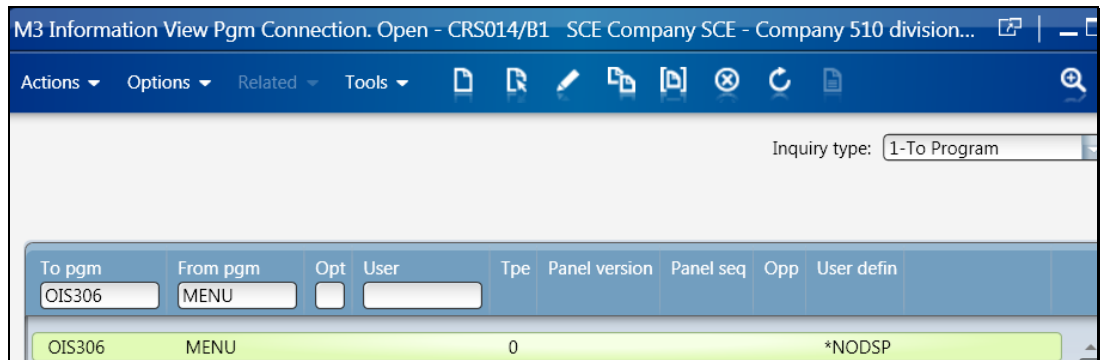 M3 Information View Pgm Connection. Open - CRS014/B1 SCE Company SCE - Company 510 division...
Actions Options Related Tools
Inquiry type: 1-To Program
To pgm From pgm Opt User Tpe Panel version Panel seq Opp User defin
OIS306 MENU
OIS306 MENU 0 *NODSP